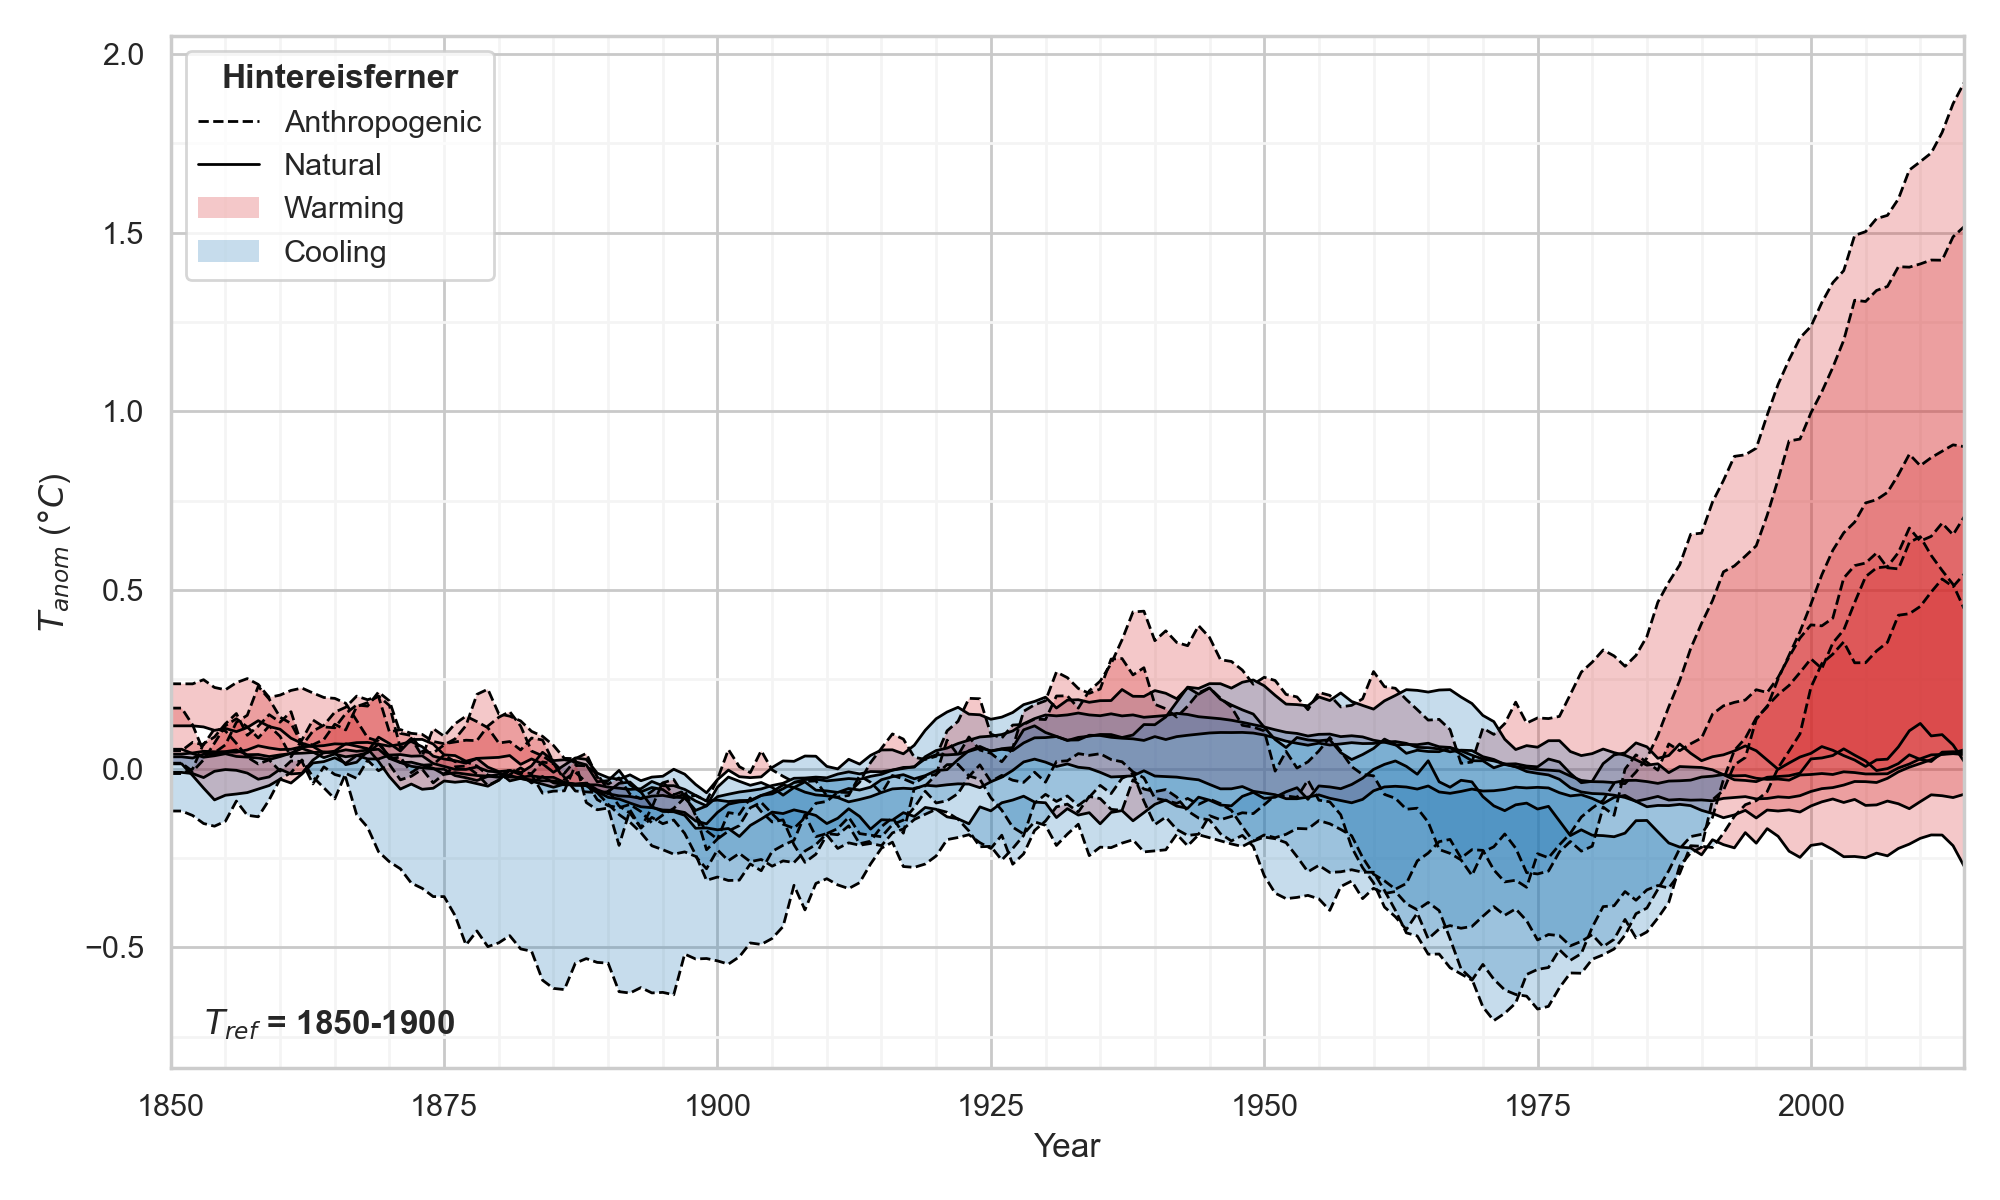 2.0
1.5
1.0
0.5
0.0
−0.5
T_anom (°C)
Hintereisferner
Anthropogenic
Natural
Warming
Cooling
T_ref = 1850-1900
1850 1875 1900 1925 1950 1975 2000
Year